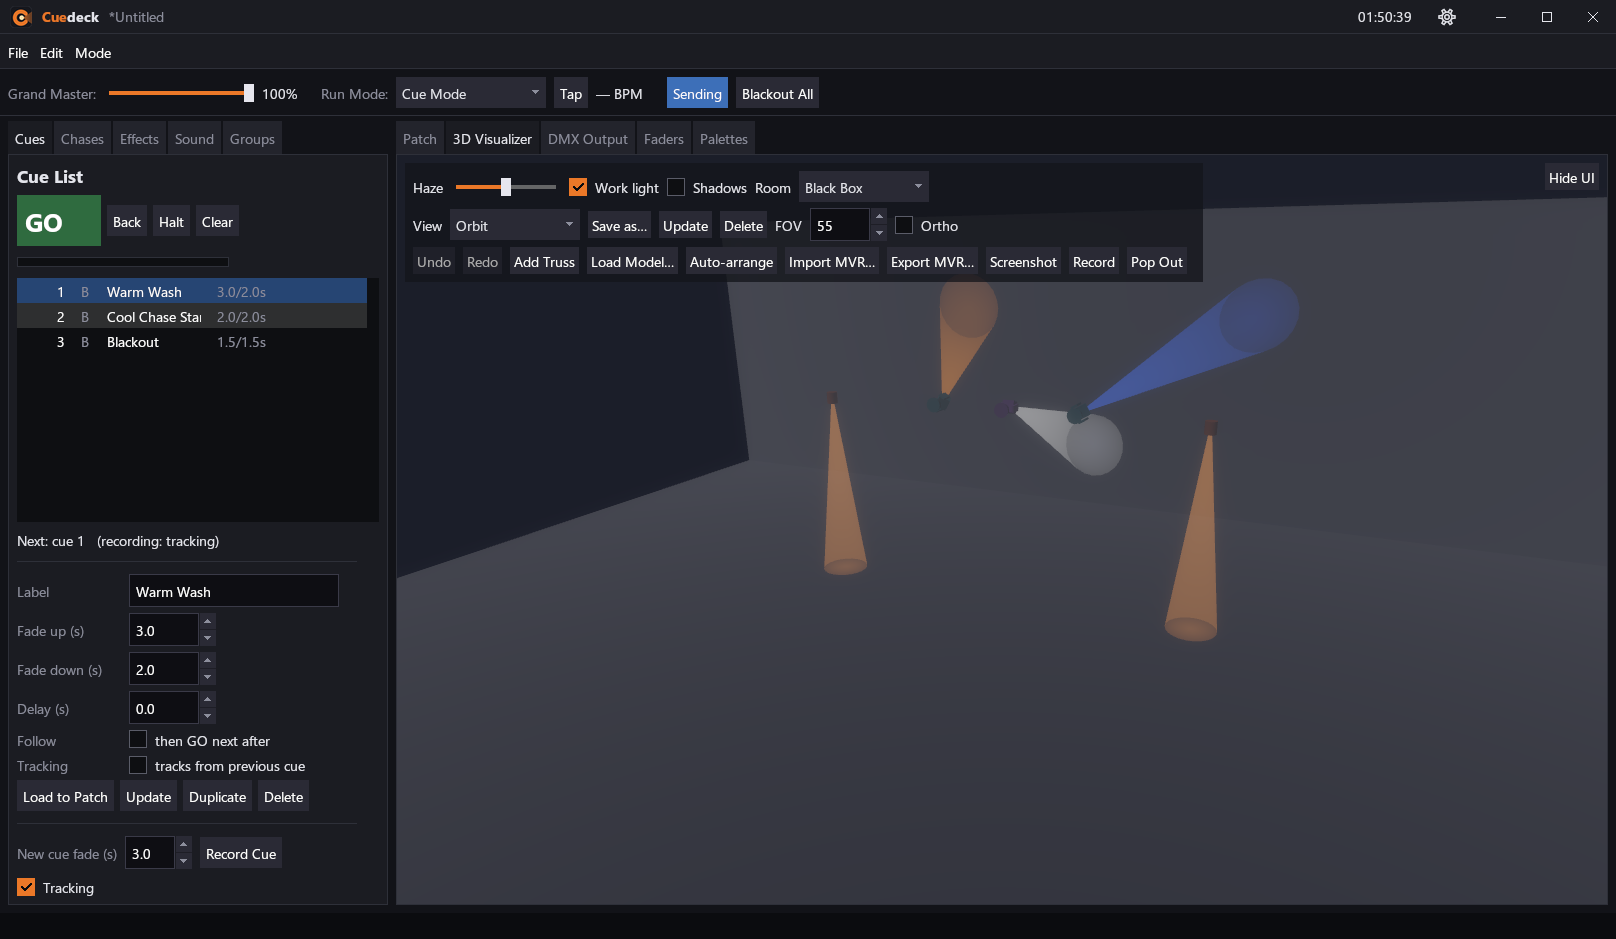 Cuedeck *Untitled 01:50:39
File Edit Mode
Grand Master: 100% Run Mode: Cue Mode Tap — BPM Sending Blackout All
Cues Chases Effects Sound Groups
Patch 3D Visualizer DMX Output Faders Palettes
Cue List
GO Back Halt Clear
1 B Warm Wash 3.0/2.0s
2 B Cool Chase Star 2.0/2.0s
3 B Blackout 1.5/1.5s
Next: cue 1 (recording: tracking)
Label Warm Wash
Fade up (s) 3.0
Fade down (s) 2.0
Delay (s) 0.0
Follow then GO next after
Tracking tracks from previous cue
Load to Patch Update Duplicate Delete
New cue fade (s) 3.0 Record Cue
Tracking
Haze Work light Shadows Room Black Box Hide UI
View Orbit Save as... Update Delete FOV 55 Ortho
Undo Redo Add Truss Load Model... Auto-arrange Import MVR... Export MVR... Screenshot Record Pop Out